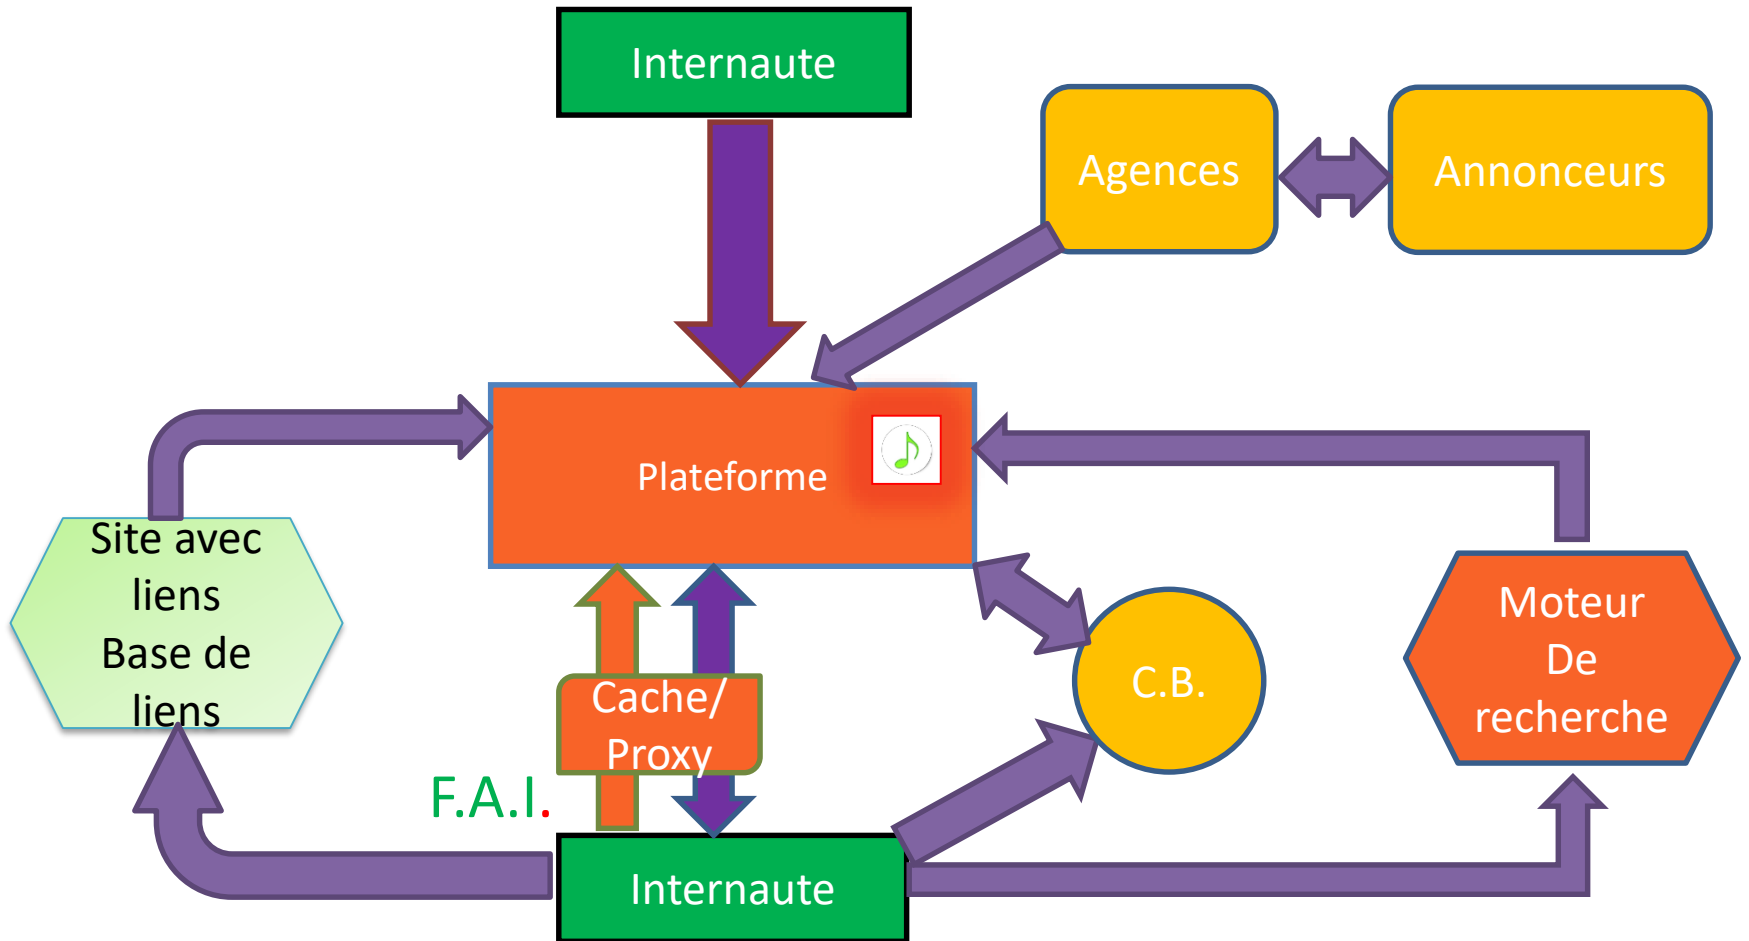 Internaute
Agences
Annonceurs
Plateforme
Site avec
liens
Base de
liens
Cache/
Proxy
C.B.
Moteur
De
recherche
F.A.I.
Internaute